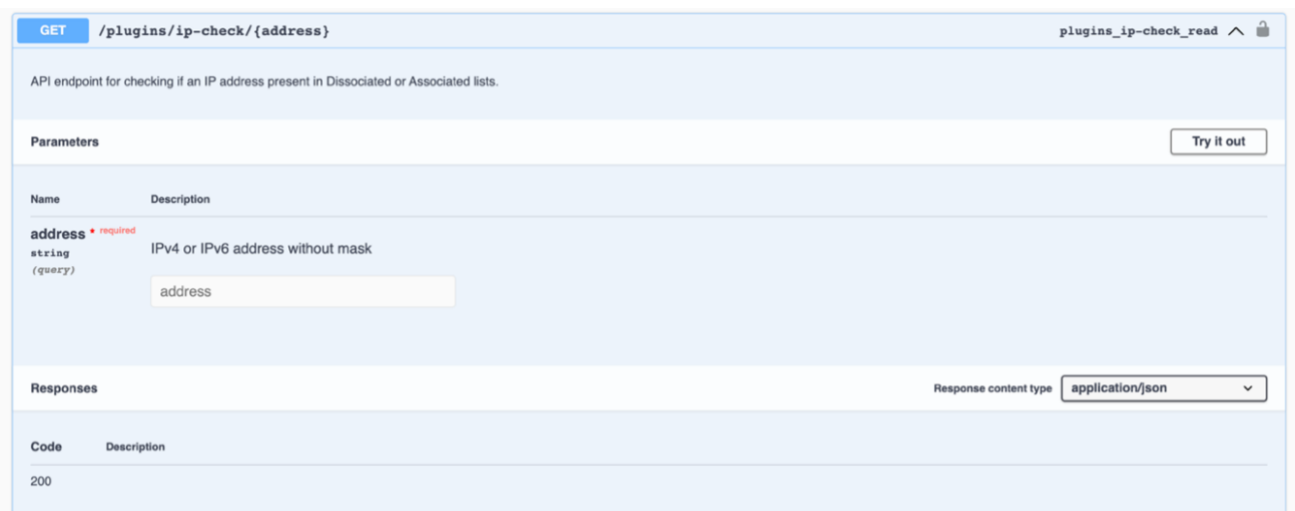 GET /plugins/ip-check/{address} plugins_ip-check_read
API endpoint for checking if an IP address present in Dissociated or Associated lists.
Parameters Try it out
Name Description
address * required
string
(query)
IPv4 or IPv6 address without mask
address
Responses Response content type application/json
Code Description
200